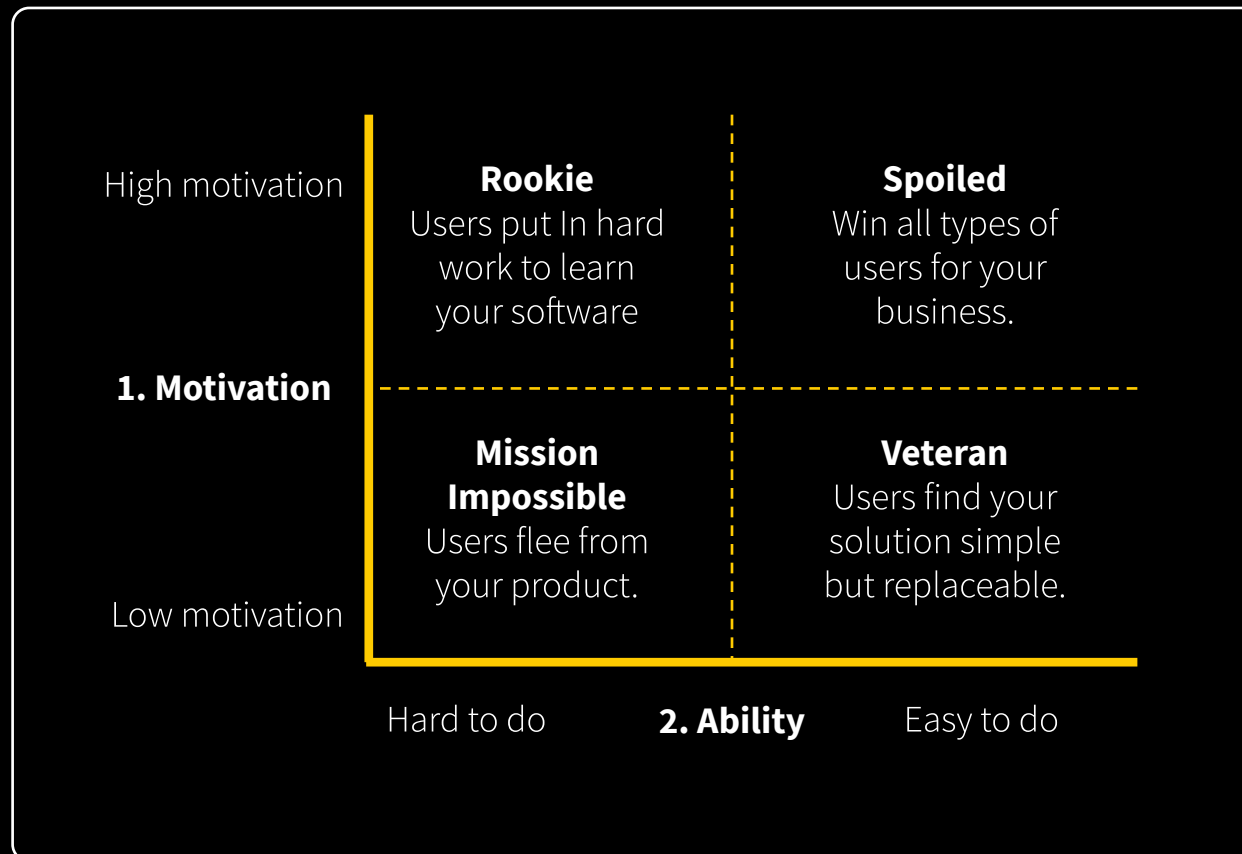 High motivation
Rookie
Users put In hard
work to learn
your software
Spoiled
Win all types of
users for your
business.
1. Motivation
Mission
Impossible
Users flee from
your product.
Veteran
Users find your
solution simple
but replaceable.
Low motivation
Hard to do
2. Ability
Easy to do